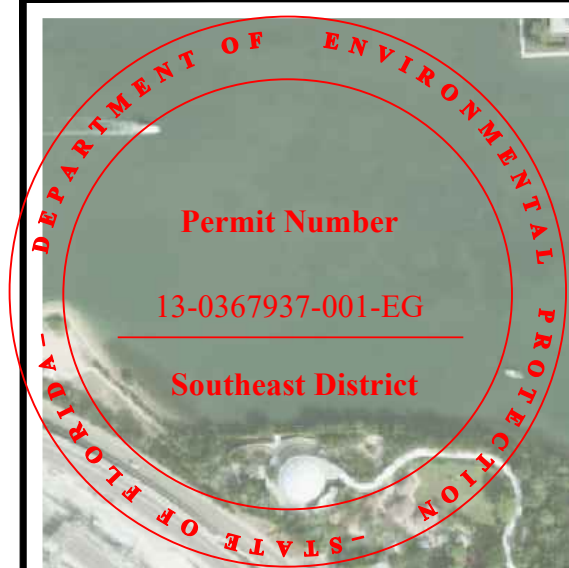 DEPARTMENT OF ENVIRONMENTAL PROTECTION
Permit Number
13-0367937-001-EG
Southeast District
-STATE OF FLORIDA-